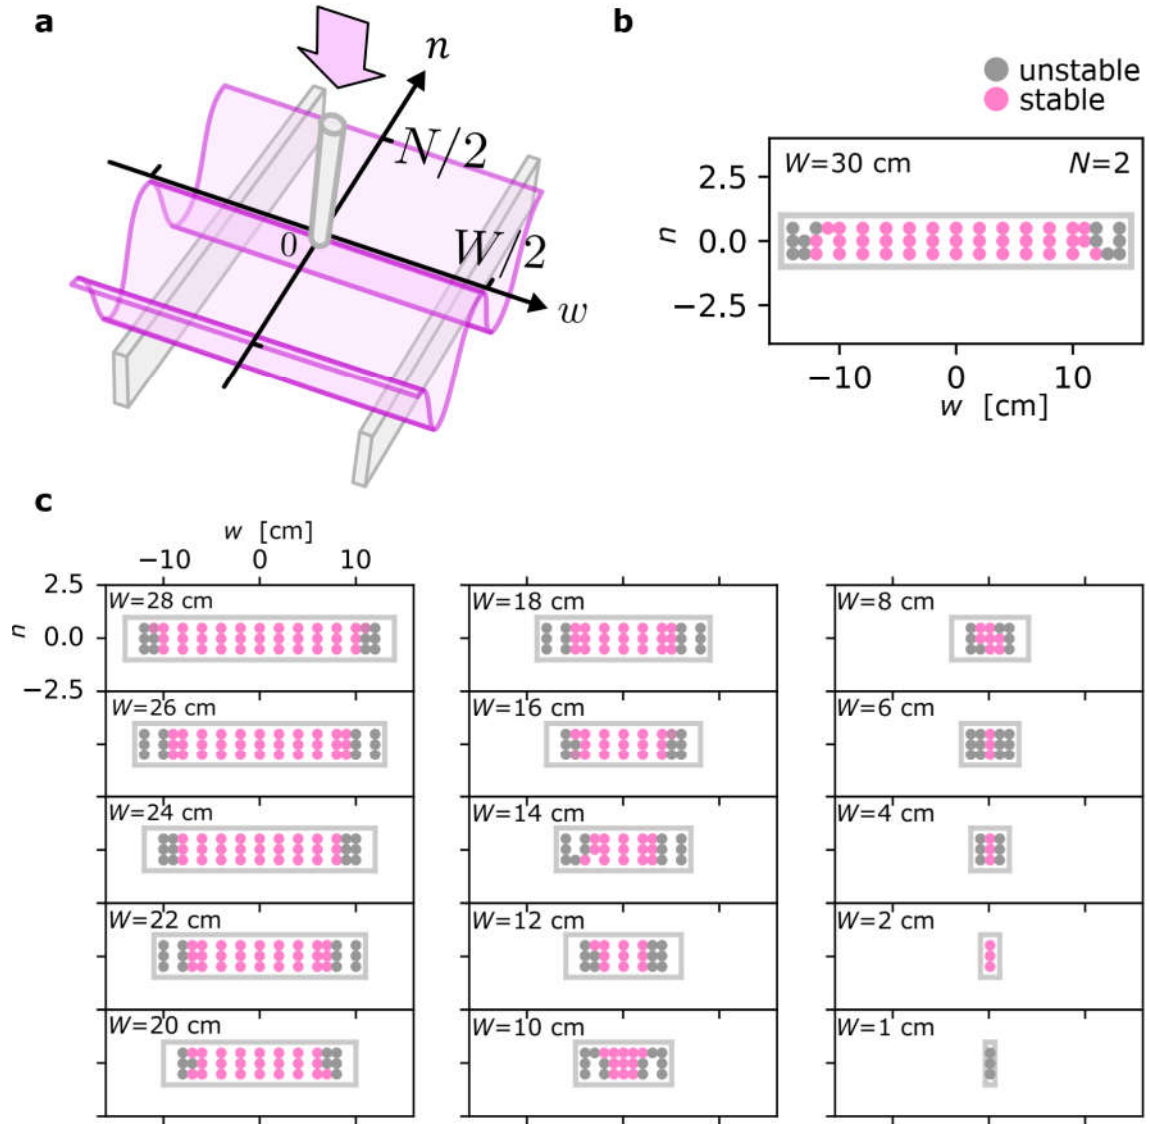 a
n
N/2
0
W/2
w
b
unstable
stable
W=30 cm N=2
2.5
n 0.0
−2.5
−10 0 10
w [cm]
c
w [cm]
−10 0 10
2.5
n 0.0
−2.5
W=28 cm
W=26 cm
W=24 cm
W=22 cm
W=20 cm
W=18 cm
W=16 cm
W=14 cm
W=12 cm
W=10 cm
W=8 cm
W=6 cm
W=4 cm
W=2 cm
W=1 cm